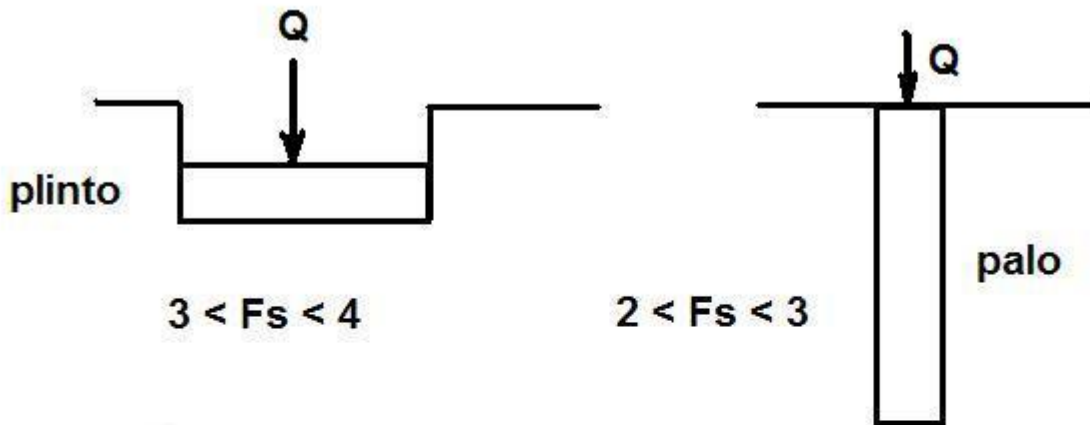 Q
plinto
3 < Fs < 4
Q
palo
2 < Fs < 3